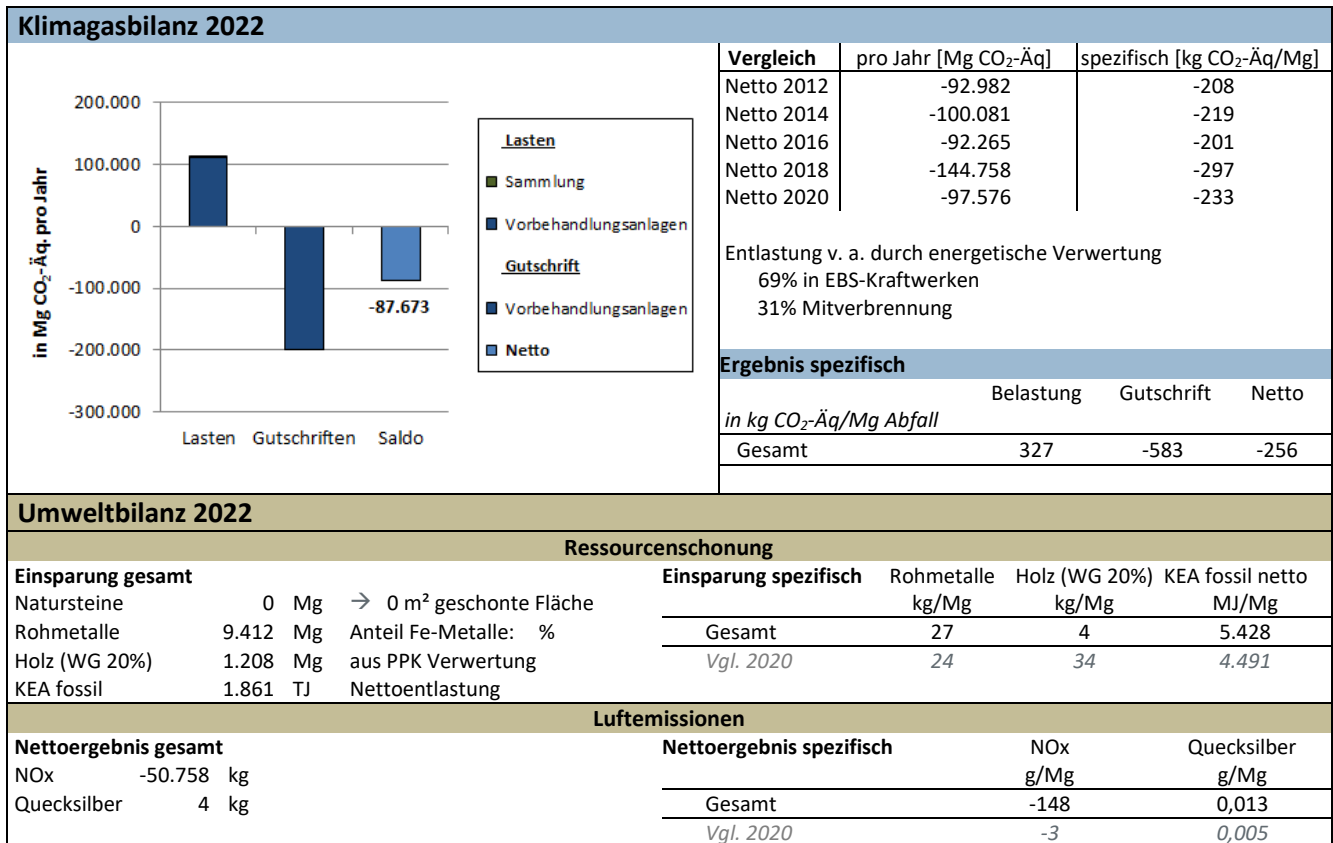 Klimagasbilanz 2022
in Mg CO₂-Äq. pro Jahr
200.000
100.000
0
-100.000
-200.000
-300.000
-87.673
Lasten Gutschriften Saldo
Lasten
Sammlung
Vorbehandlungsanlagen
Gutschrift
Vorbehandlungsanlagen
Netto
Vergleich pro Jahr [Mg CO₂-Äq] spezifisch [kg CO₂-Äq/Mg]
Netto 2012 -92.982 -208
Netto 2014 -100.081 -219
Netto 2016 -92.265 -201
Netto 2018 -144.758 -297
Netto 2020 -97.576 -233
Entlastung v. a. durch energetische Verwertung
69% in EBS-Kraftwerken
31% Mitverbrennung
Ergebnis spezifisch
Belastung Gutschrift Netto
in kg CO₂-Äq/Mg Abfall
Gesamt 327 -583 -256
Umweltbilanz 2022
Ressourcenschonung
Einsparung gesamt
Natursteine 0 Mg → 0 m² geschonte Fläche
Rohmetalle 9.412 Mg Anteil Fe-Metalle: %
Holz (WG 20%) 1.208 Mg aus PPK Verwertung
KEA fossil 1.861 TJ Nettoentlastung
Einsparung spezifisch Rohmetalle Holz (WG 20%) KEA fossil netto
kg/Mg kg/Mg MJ/Mg
Gesamt 27 4 5.428
Vgl. 2020 24 34 4.491
Luftemissionen
Nettoergebnis gesamt
NOx -50.758 kg
Quecksilber 4 kg
Nettoergebnis spezifisch NOx Quecksilber
g/Mg g/Mg
Gesamt -148 0,013
Vgl. 2020 -3 0,005